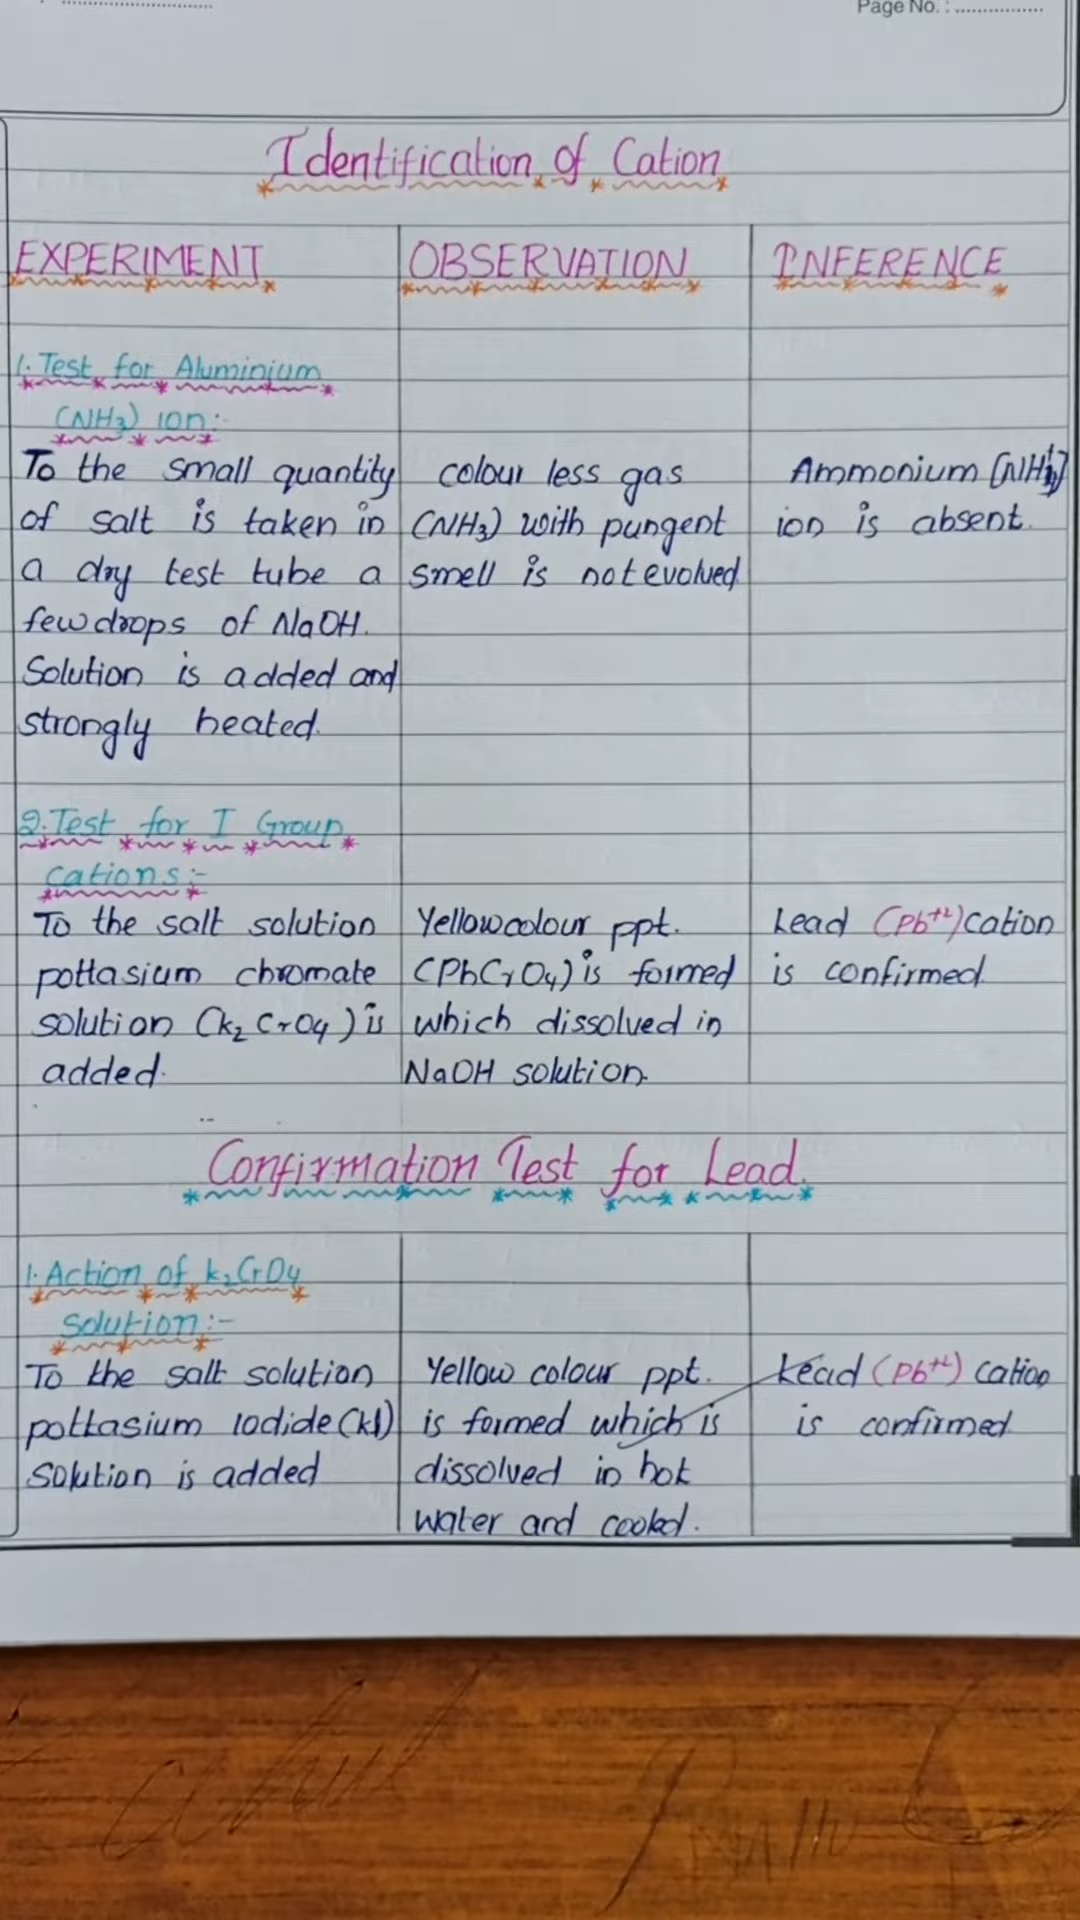 Page No. : ................
Identification of Cation
EXPERIMENT OBSERVATION INFERENCE
1. Test for Aluminium
(NH3) ion:-
To the small quantity colour less gas Ammonium
of salt is taken in (NH3) with pungent ion is absent.
a dry test tube a smell is not evolved
few drops of NaOH.
Solution is added and
strongly heated.
2. Test for I Group
cations:-
To the salt solution Yellow colour ppt. Lead (Pb+2) cation
pottasium chromate (PhCrO4) is formed is confirmed.
solution (k2 CrO4) is which dissolved in
added. NaOH solution.
Confirmation Test for Lead.
1. Action of k2CrO4
solution:-
To the salt solution Yellow colour ppt. Lead (Pb+2) cation
pottasium Iodide (kI) is formed which is is confirmed
solution is added dissolved in hot
water and cooled.